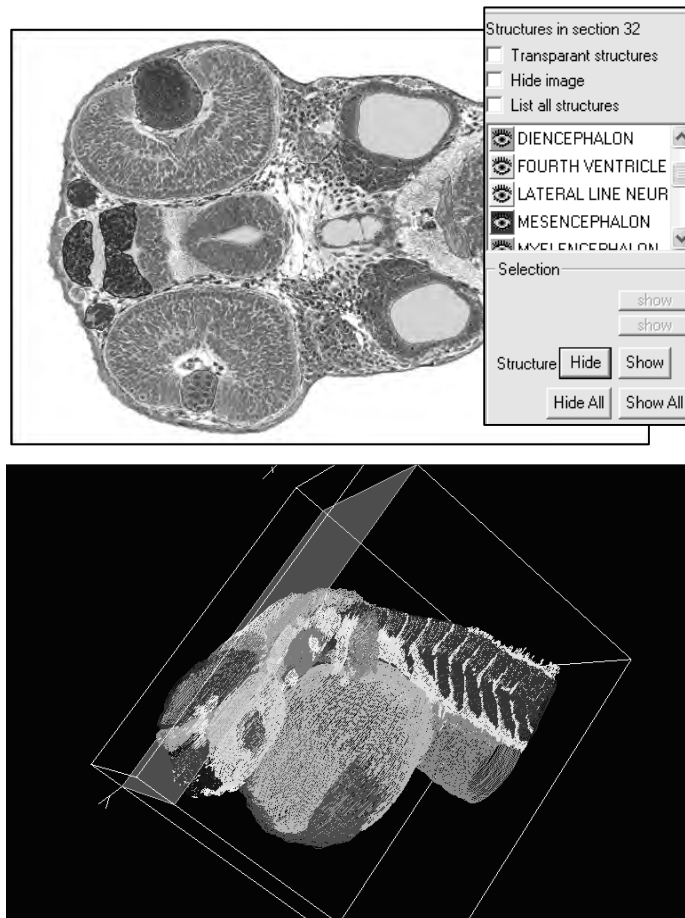 Structures in section 32
Transparant structures
Hide image
List all structures
DIENCEPHALON
FOURTH VENTRICLE
LATERAL LINE NEUR
MESENCEPHALON
MYELENCEPHALON
Selection
show
show
Structure Hide Show
Hide All Show All